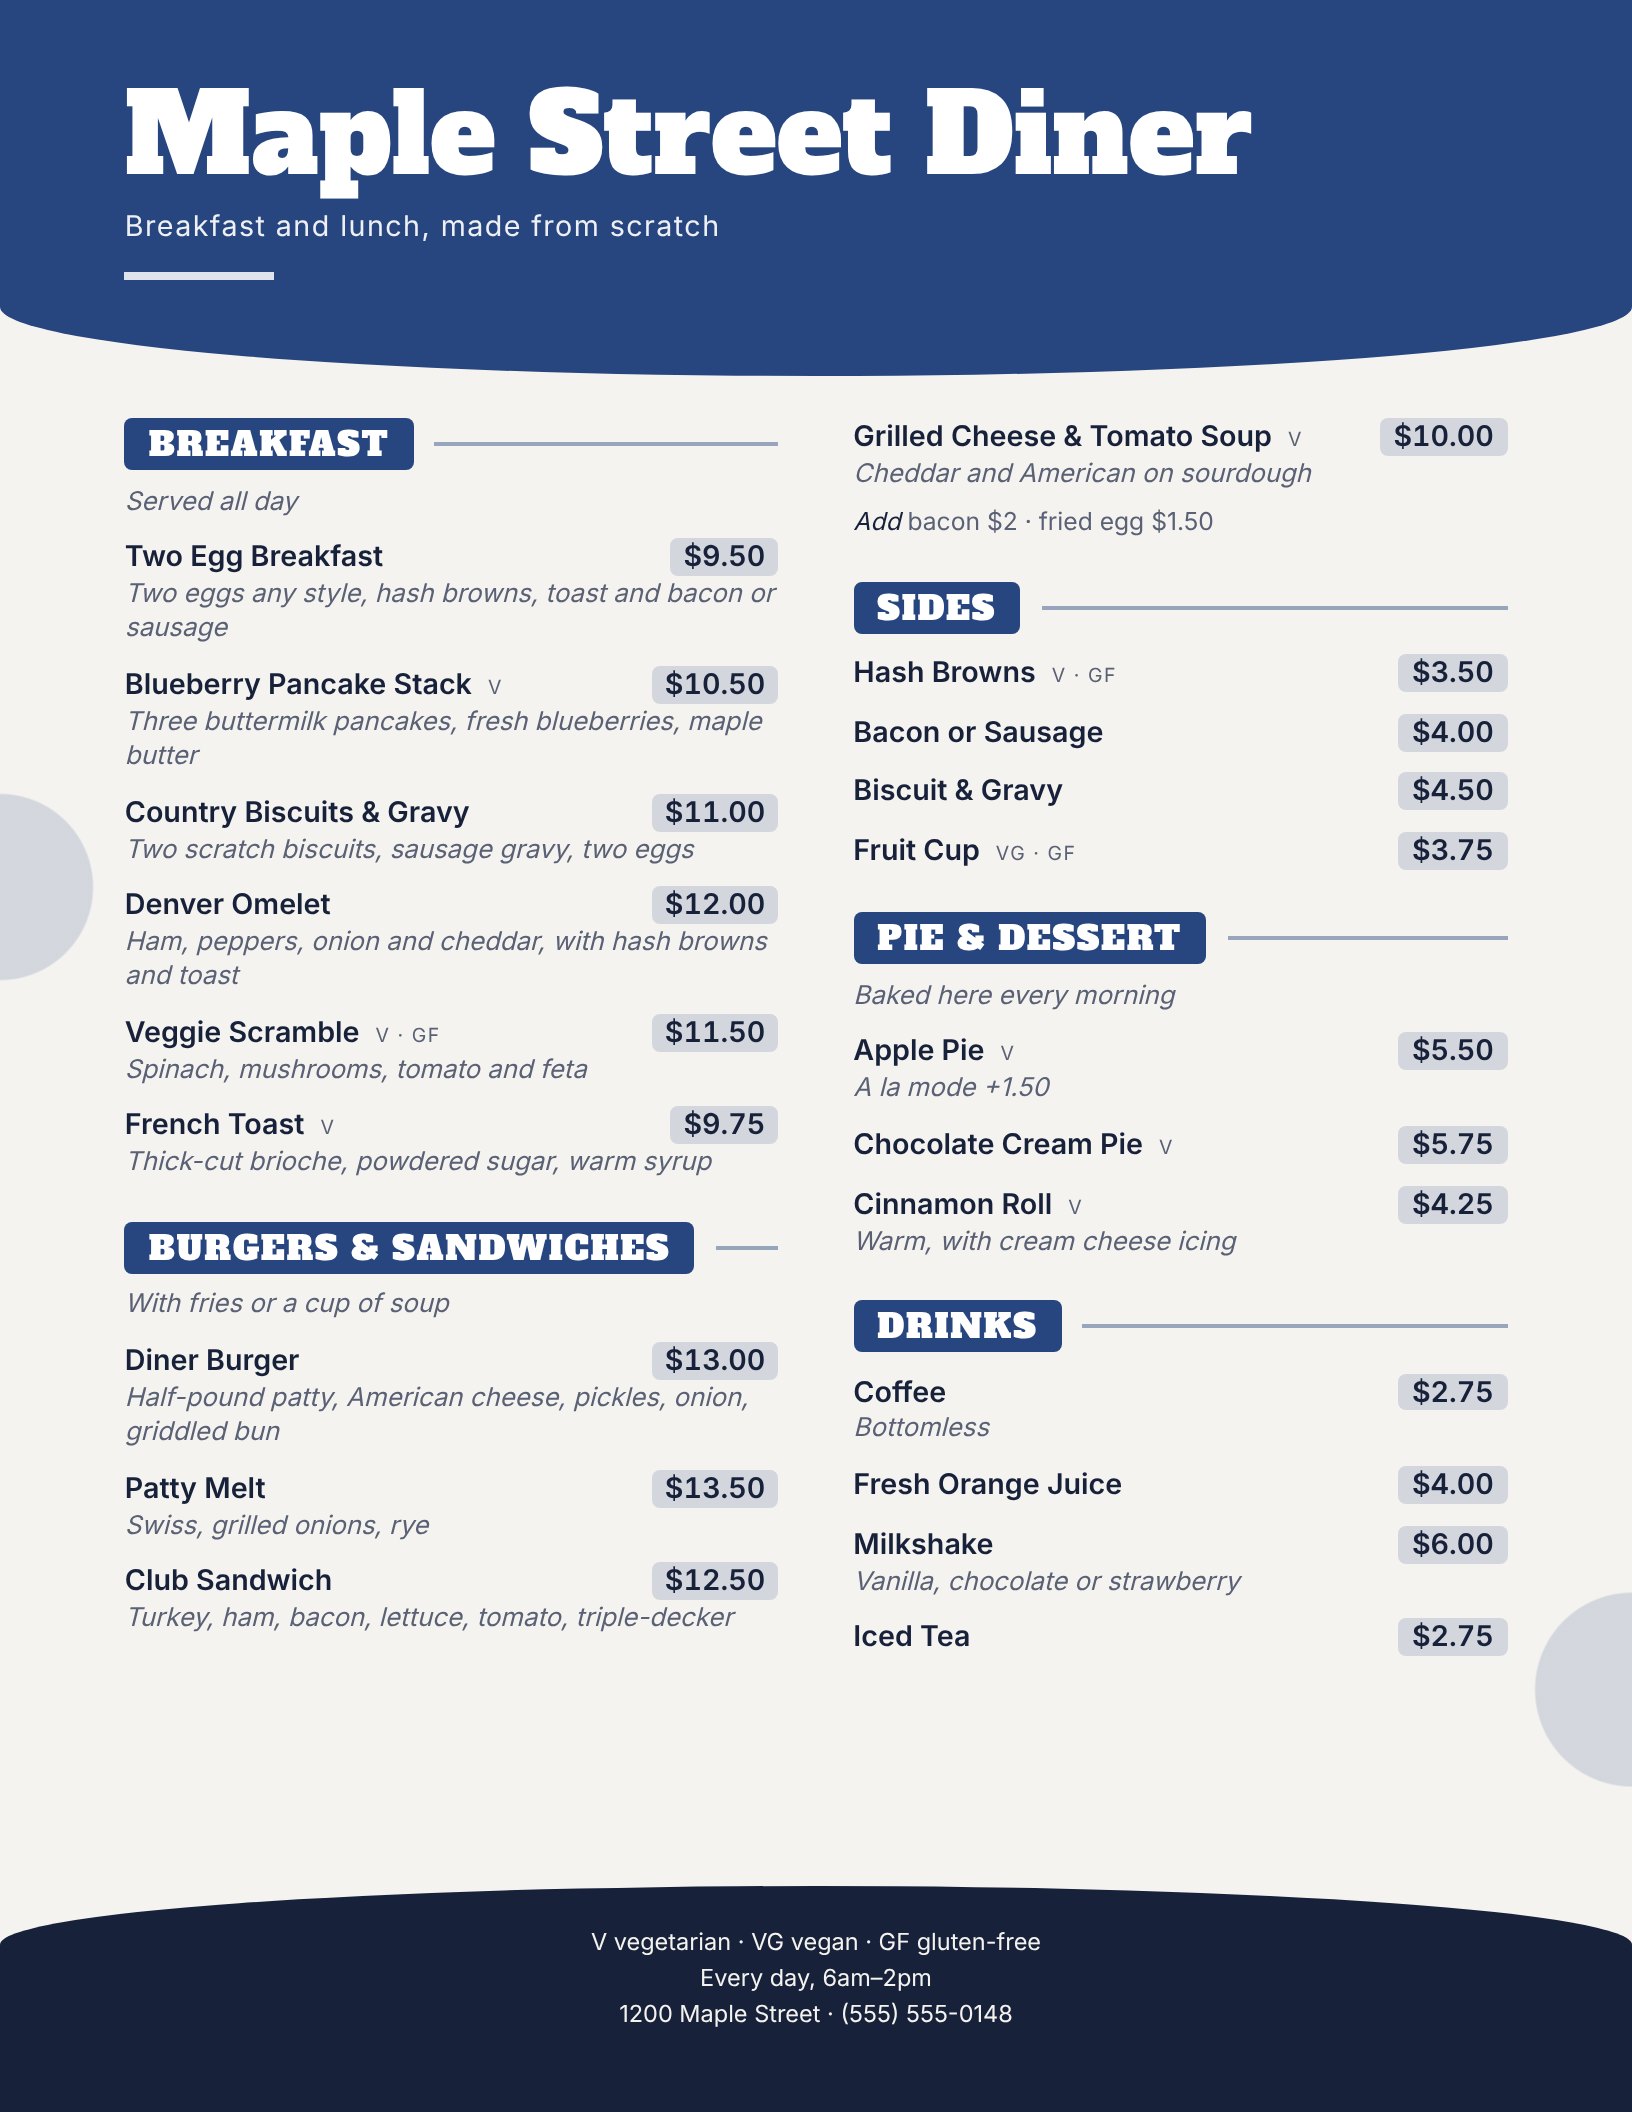 Maple Street Diner
Breakfast and lunch, made from scratch
BREAKFAST
Served all day
Two Egg Breakfast $9.50
Two eggs any style, hash browns, toast and bacon or
sausage
Blueberry Pancake Stack V $10.50
Three buttermilk pancakes, fresh blueberries, maple
butter
Country Biscuits & Gravy $11.00
Two scratch biscuits, sausage gravy, two eggs
Denver Omelet $12.00
Ham, peppers, onion and cheddar, with hash browns
and toast
Veggie Scramble V · GF $11.50
Spinach, mushrooms, tomato and feta
French Toast V $9.75
Thick-cut brioche, powdered sugar, warm syrup
BURGERS & SANDWICHES
With fries or a cup of soup
Diner Burger $13.00
Half-pound patty, American cheese, pickles, onion,
griddled bun
Patty Melt $13.50
Swiss, grilled onions, rye
Club Sandwich $12.50
Turkey, ham, bacon, lettuce, tomato, triple-decker
Grilled Cheese & Tomato Soup V $10.00
Cheddar and American on sourdough
Add bacon $2 · fried egg $1.50
SIDES
Hash Browns V · GF $3.50
Bacon or Sausage $4.00
Biscuit & Gravy $4.50
Fruit Cup VG · GF $3.75
PIE & DESSERT
Baked here every morning
Apple Pie V $5.50
A la mode +1.50
Chocolate Cream Pie V $5.75
Cinnamon Roll V $4.25
Warm, with cream cheese icing
DRINKS
Coffee $2.75
Bottomless
Fresh Orange Juice $4.00
Milkshake $6.00
Vanilla, chocolate or strawberry
Iced Tea $2.75
V vegetarian · VG vegan · GF gluten-free
Every day, 6am–2pm
1200 Maple Street · (555) 555-0148